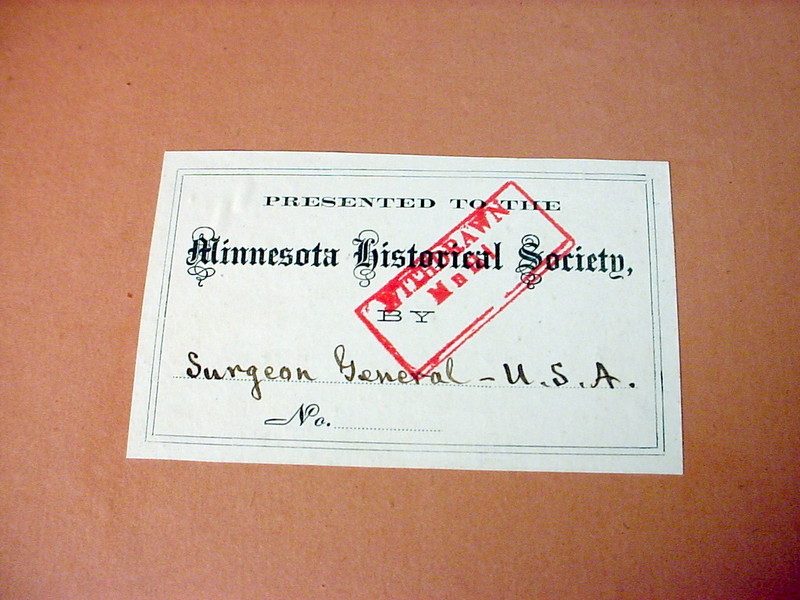 PRESENTED TO THE
Minnesota Historical Society,
WITHDRAWN
BY
Surgeon General - U.S.A.
No.